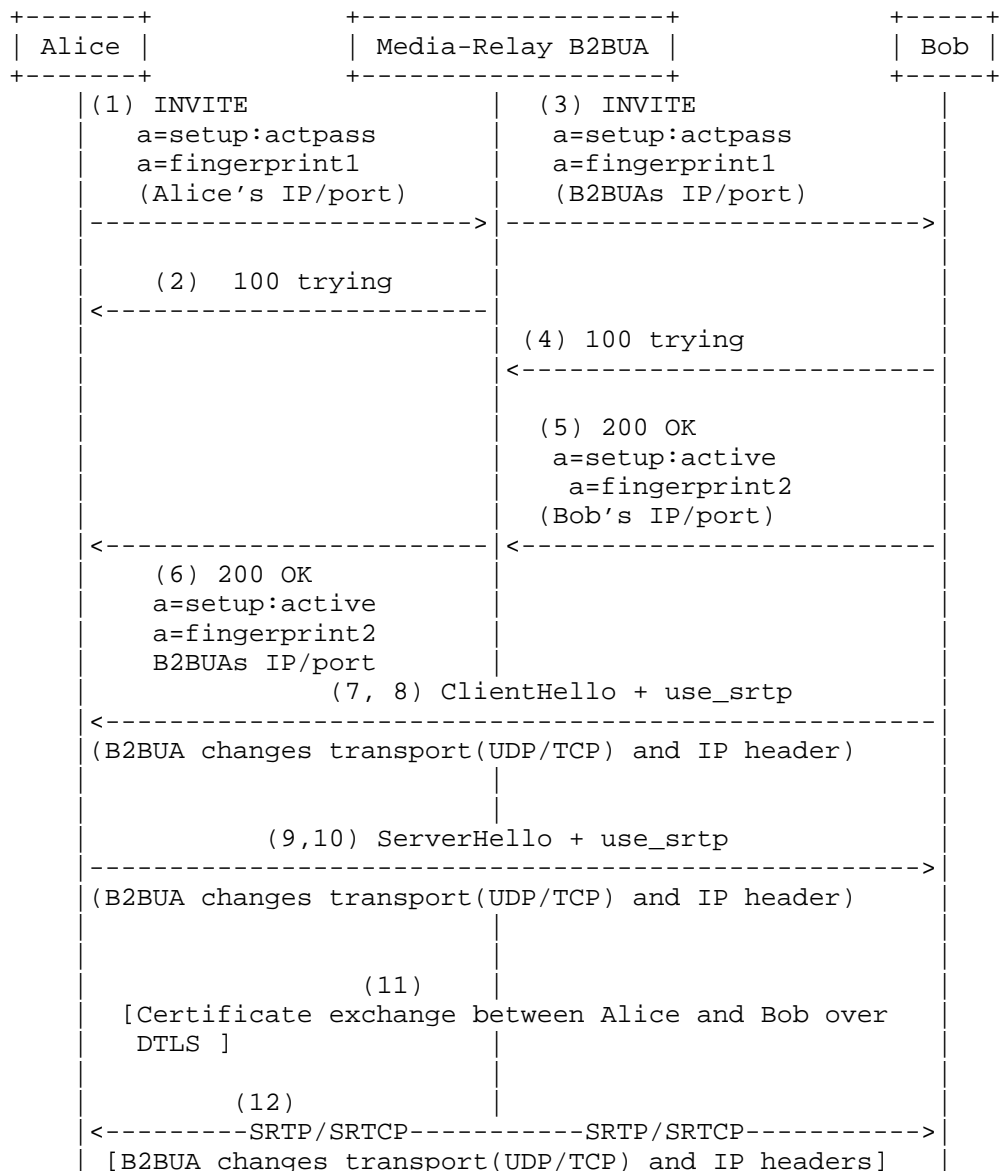 Alice Media-Relay B2BUA Bob
(1) INVITE (3) INVITE
a=setup:actpass a=setup:actpass
a=fingerprint1 a=fingerprint1
(Alice's IP/port) (B2BUAs IP/port)
(2) 100 trying
(4) 100 trying
(5) 200 OK
a=setup:active
a=fingerprint2
(Bob's IP/port)
(6) 200 OK
a=setup:active
a=fingerprint2
B2BUAs IP/port
(7, 8) ClientHello + use_srtp
(B2BUA changes transport(UDP/TCP) and IP header)
(9,10) ServerHello + use_srtp
(B2BUA changes transport(UDP/TCP) and IP header)
(11)
[Certificate exchange between Alice and Bob over
DTLS ]
(12)
SRTP/SRTCP SRTP/SRTCP
[B2BUA changes transport(UDP/TCP) and IP headers]